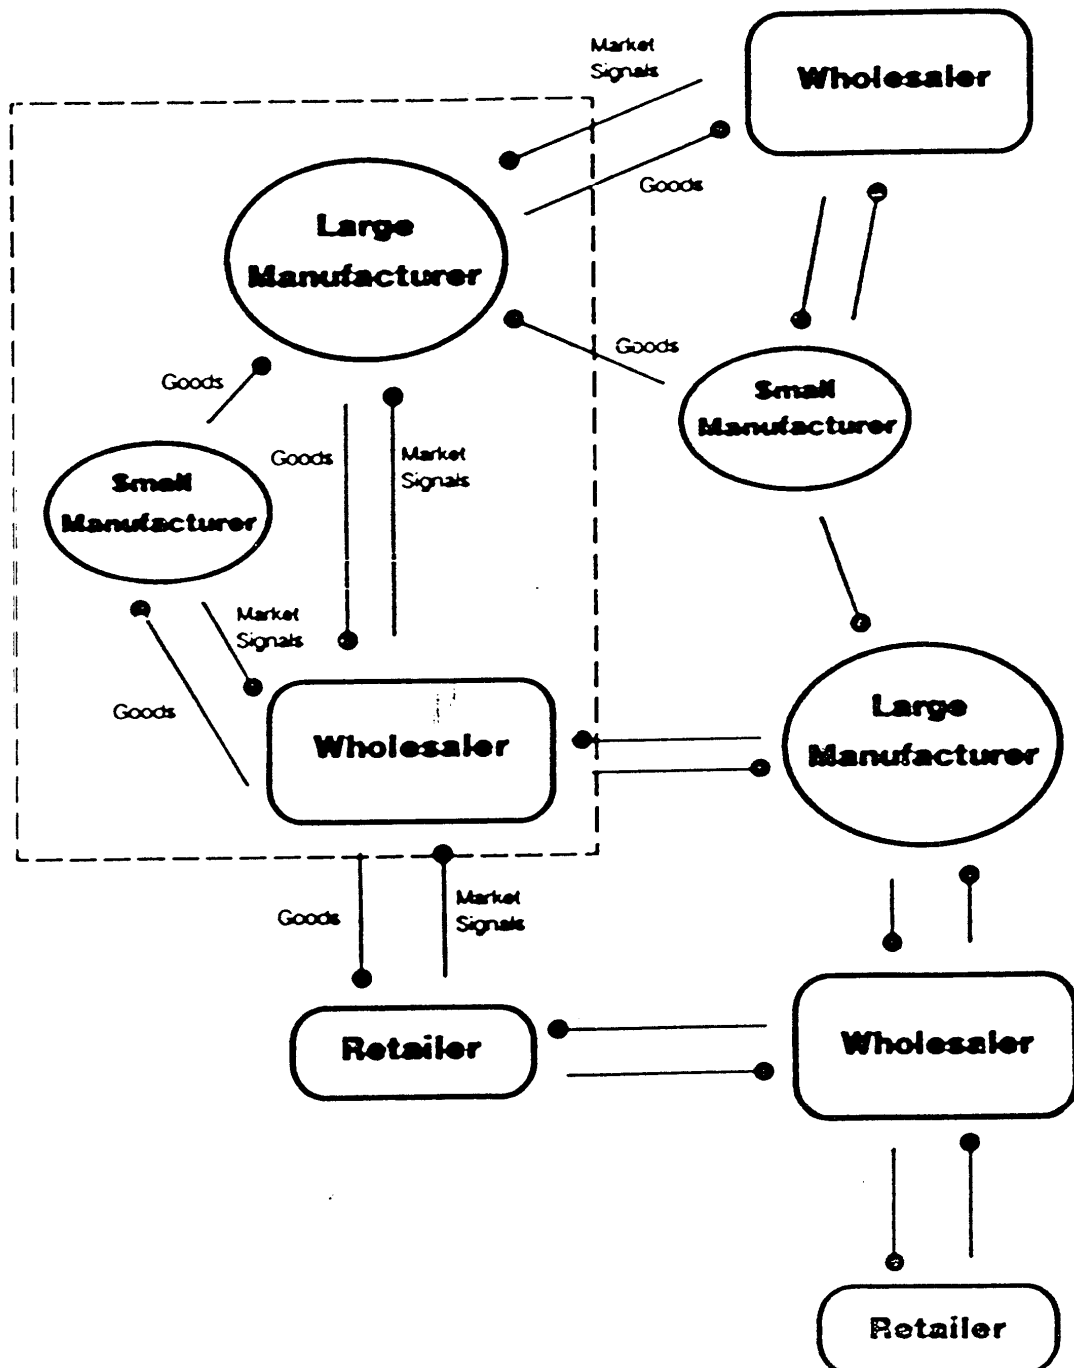 Market
Signals
Wholesaler
Goods
Large
Manufacturer
Goods
Goods
Small
Manufacturer
Goods
Market
Signals
Small
Manufacturer
Market
Signals
Goods
Wholesaler
Large
Manufacturer
Goods
Market
Signals
Retailer
Wholesaler
Retailer